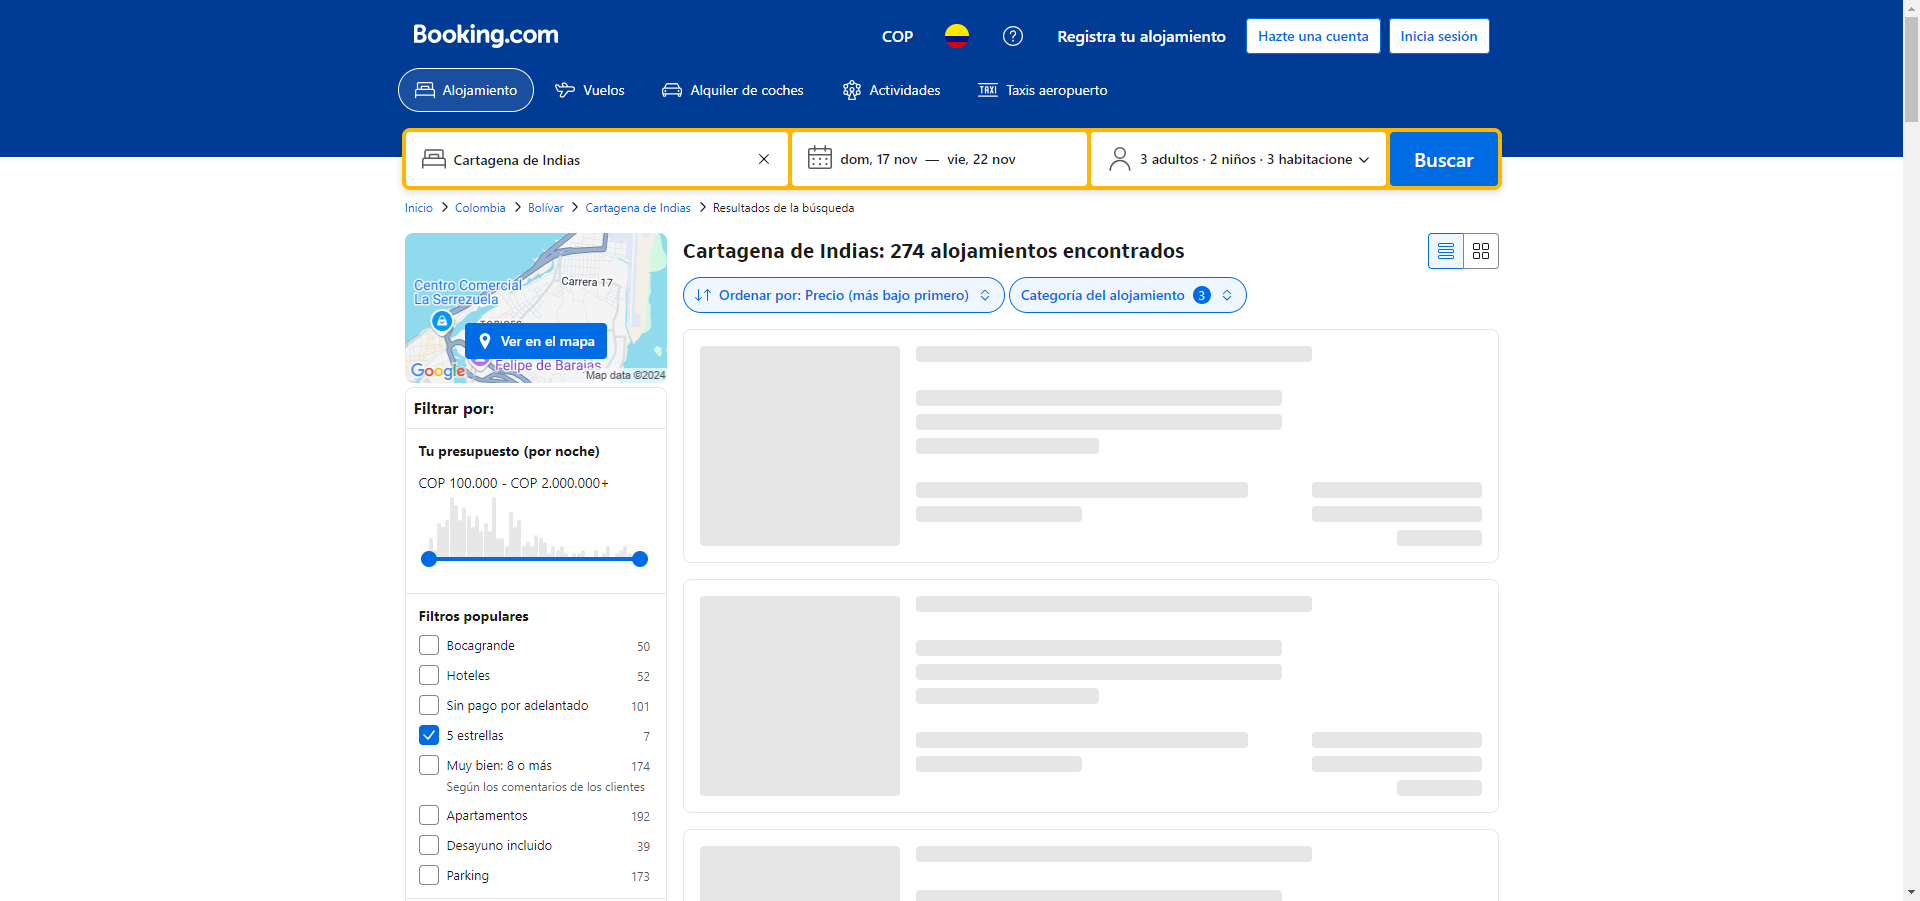 Booking.com
COP
Registra tu alojamiento
Hazte una cuenta
Inicia sesión
Alojamiento
Vuelos
Alquiler de coches
Actividades
TAXI Taxis aeropuerto
Cartagena de Indias
dom, 17 nov — vie, 22 nov
3 adultos · 2 niños · 3 habitacione
Buscar
Inicio
Colombia
Bolívar
Cartagena de Indias
Resultados de la búsqueda
Centro Comercial
La Serrezuela
Carrera 17
Ver en el mapa
Felipe de Barajas
Google
Map data ©2024
Cartagena de Indias: 274 alojamientos encontrados
Ordenar por: Precio (más bajo primero)
Categoría del alojamiento 3
Filtrar por:
Tu presupuesto (por noche)
COP 100.000 - COP 2.000.000+
Filtros populares
Bocagrande 50
Hoteles 52
Sin pago por adelantado 101
5 estrellas 7
Muy bien: 8 o más 174
Según los comentarios de los clientes
Apartamentos 192
Desayuno incluido 39
Parking 173